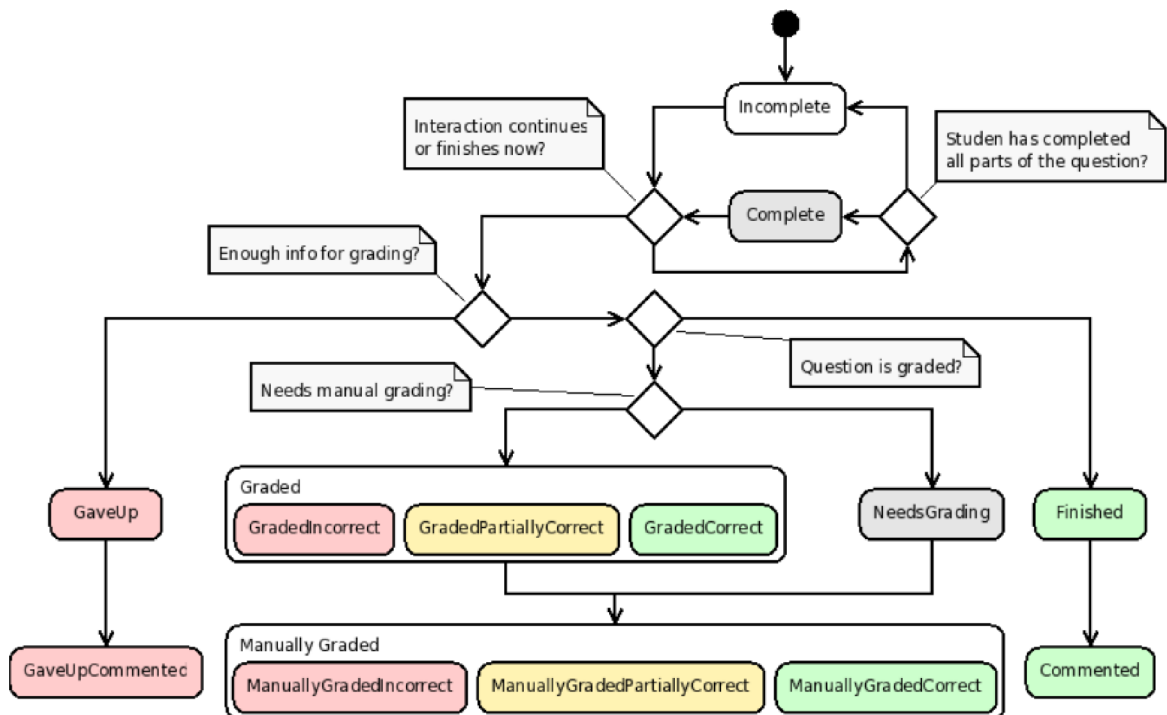 Incomplete
Interaction continues
or finishes now?
Studen has completed
all parts of the question?
Complete
Enough info for grading?
Question is graded?
Needs manual grading?
Graded
GaveUp
GradedIncorrect
GradedPartiallyCorrect
GradedCorrect
NeedsGrading
Finished
Manually Graded
GaveUpCommented
ManuallyGradedIncorrect
ManuallyGradedPartiallyCorrect
ManuallyGradedCorrect
Commented